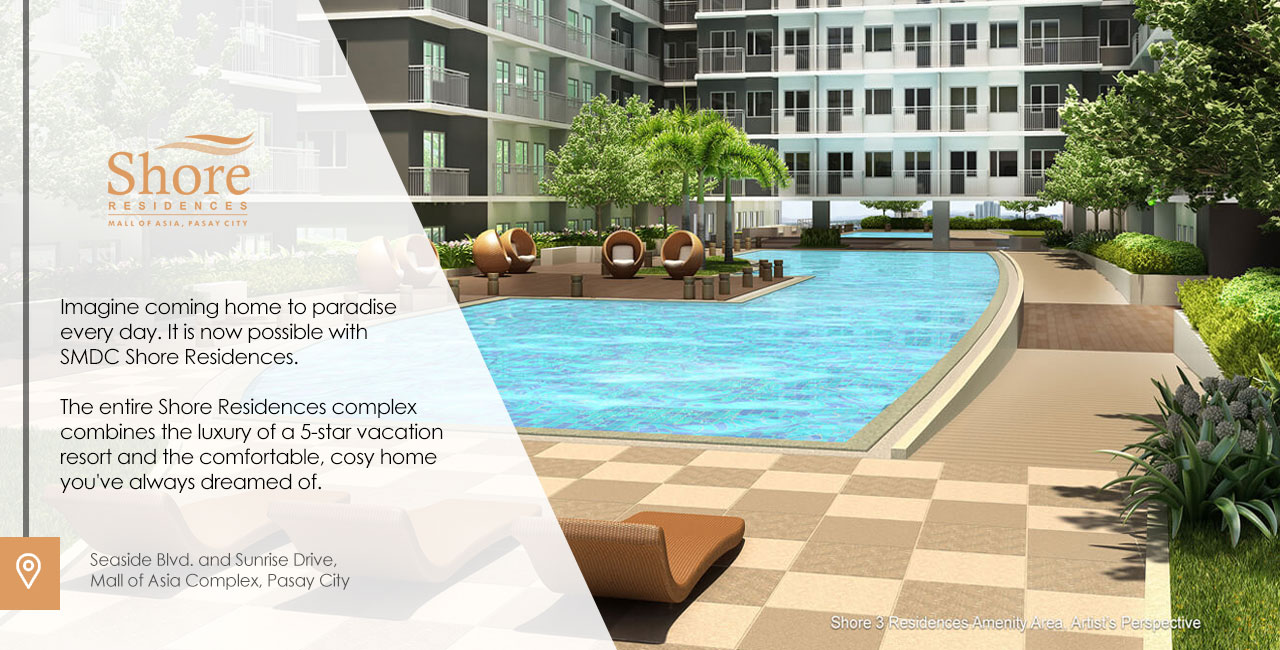 Shore
RESIDENCES
MALL OF ASIA, PASAY CITY
Imagine coming home to paradise
every day. It is now possible with
SMDC Shore Residences.
The entire Shore Residences complex
combines the luxury of a 5-star vacation
resort and the comfortable, cosy home
you've always dreamed of.
Seaside Blvd. and Sunrise Drive,
Mall of Asia Complex, Pasay City
Shore 3 Residences Amenity Area, Artist's Perspective